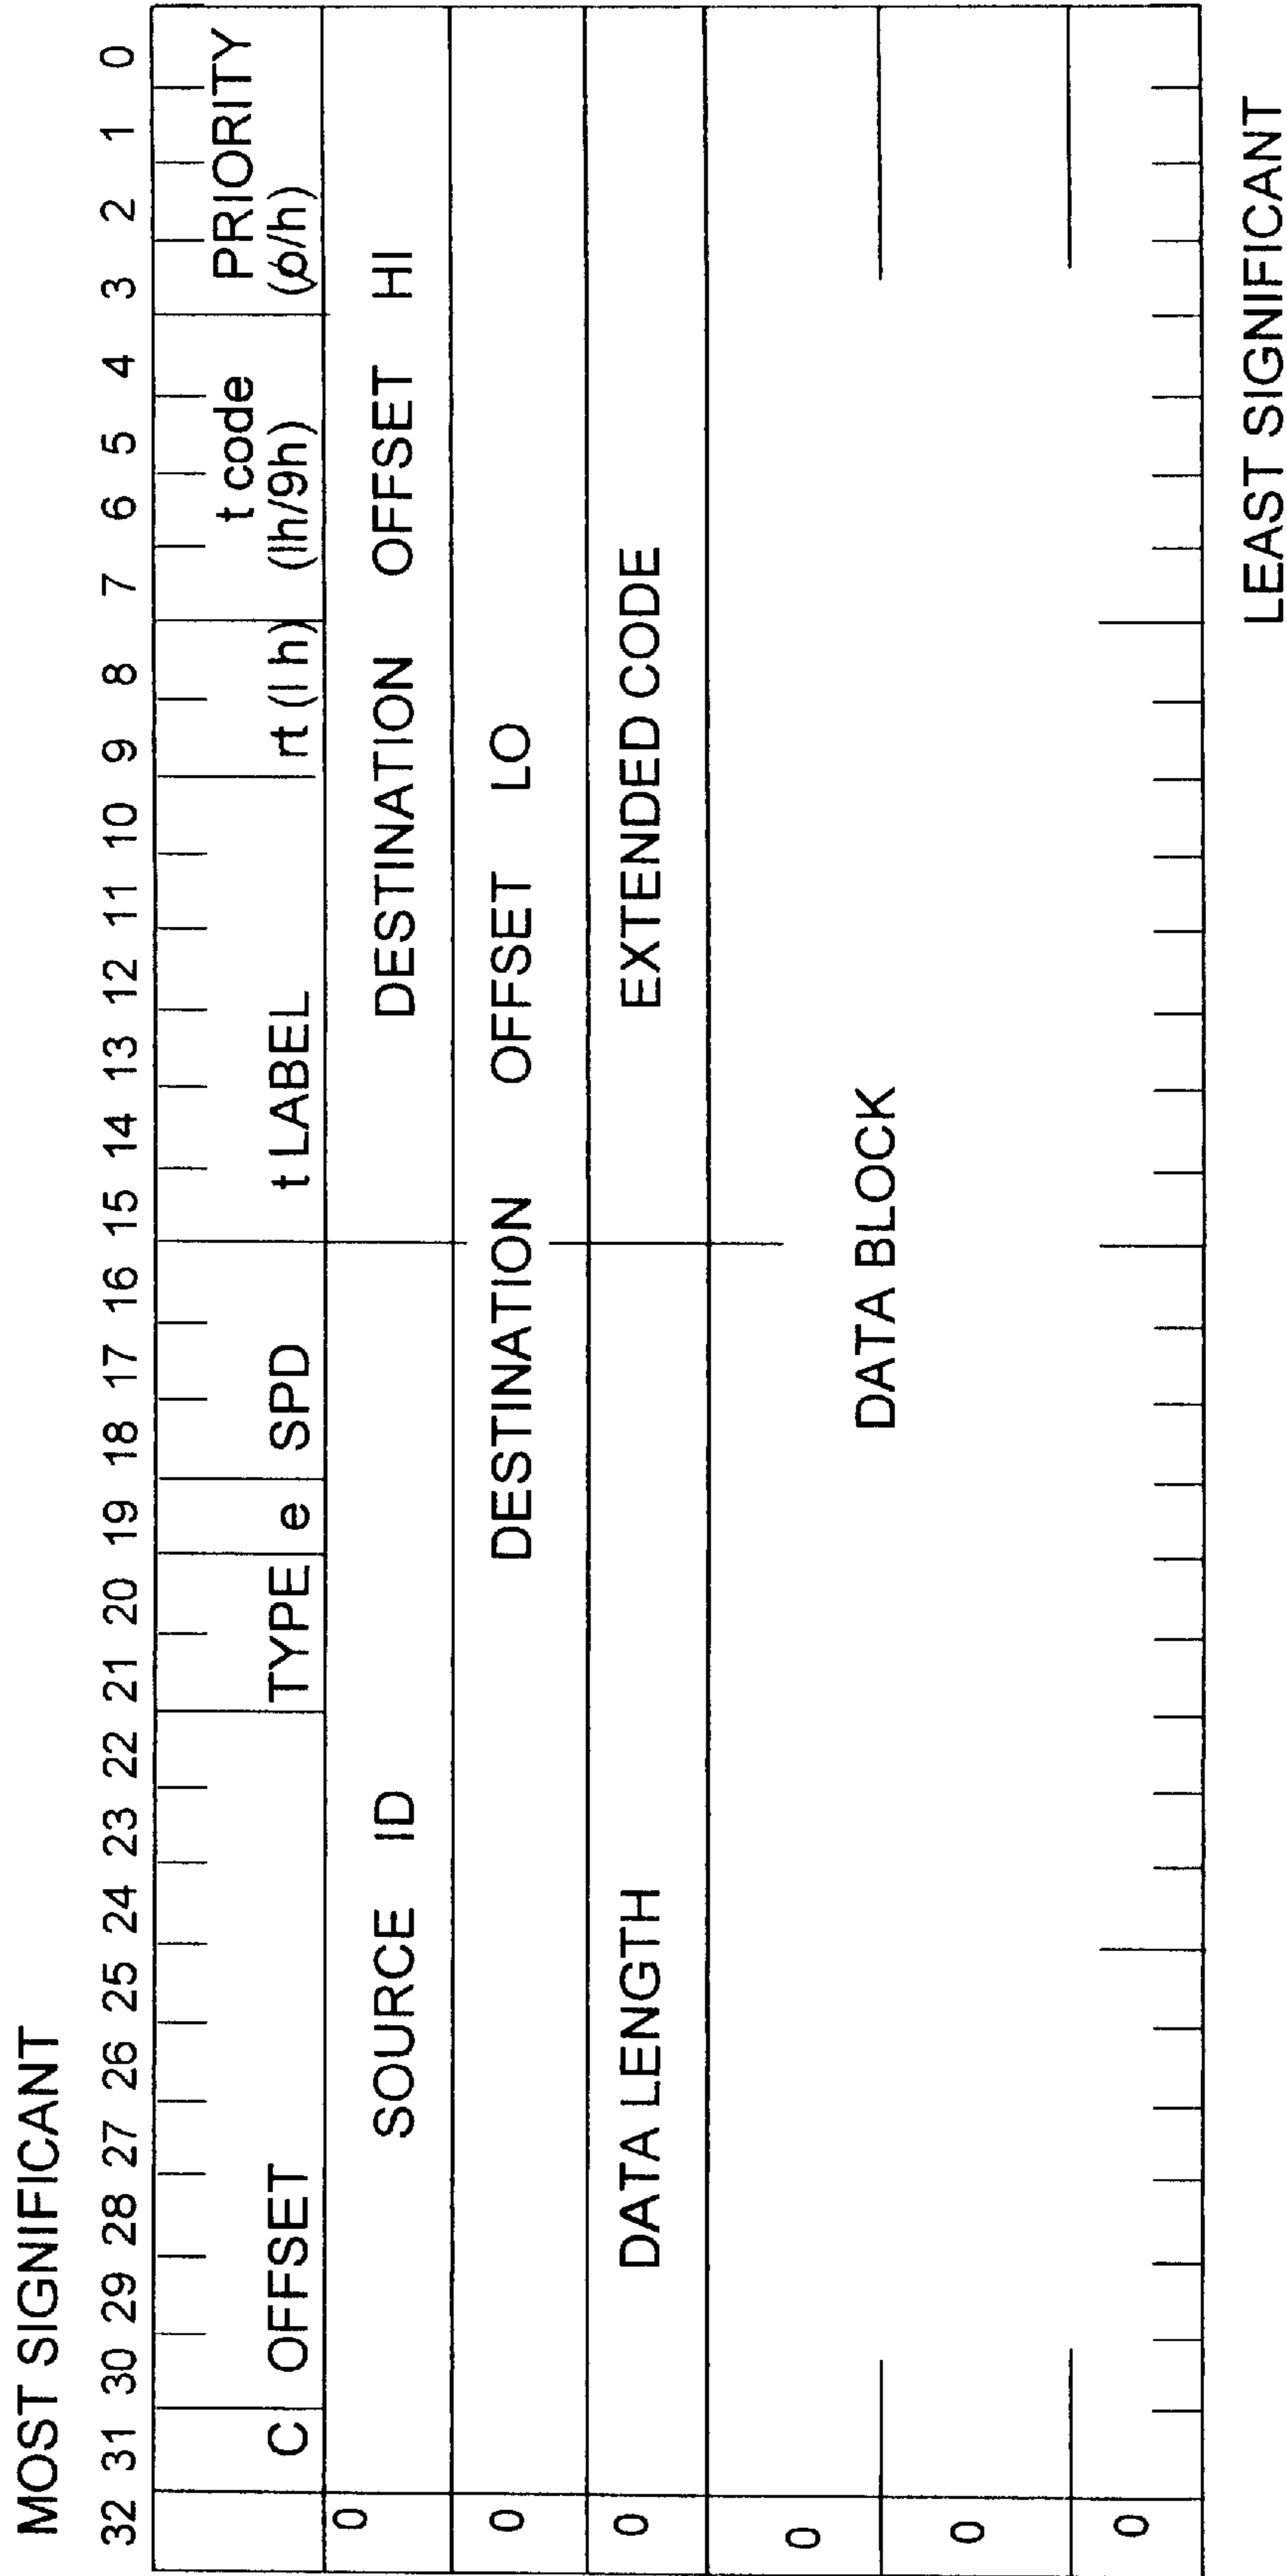 MOST SIGNIFICANT
32 31 30 29 28 27 26 25 24 23 22 21 20 19 18 17 16 15 14 13 12 11 10 9 8 7 6 5 4 3 2 1 0
C OFFSET TYPE e SPD t LABEL rt (l h) t code (lh/9h) PRIORITY (ϕ/h)
0 SOURCE ID DESTINATION OFFSET HI
0 DESTINATION OFFSET LO
0 DATA LENGTH EXTENDED CODE
0 DATA BLOCK
0
0
LEAST SIGNIFICANT